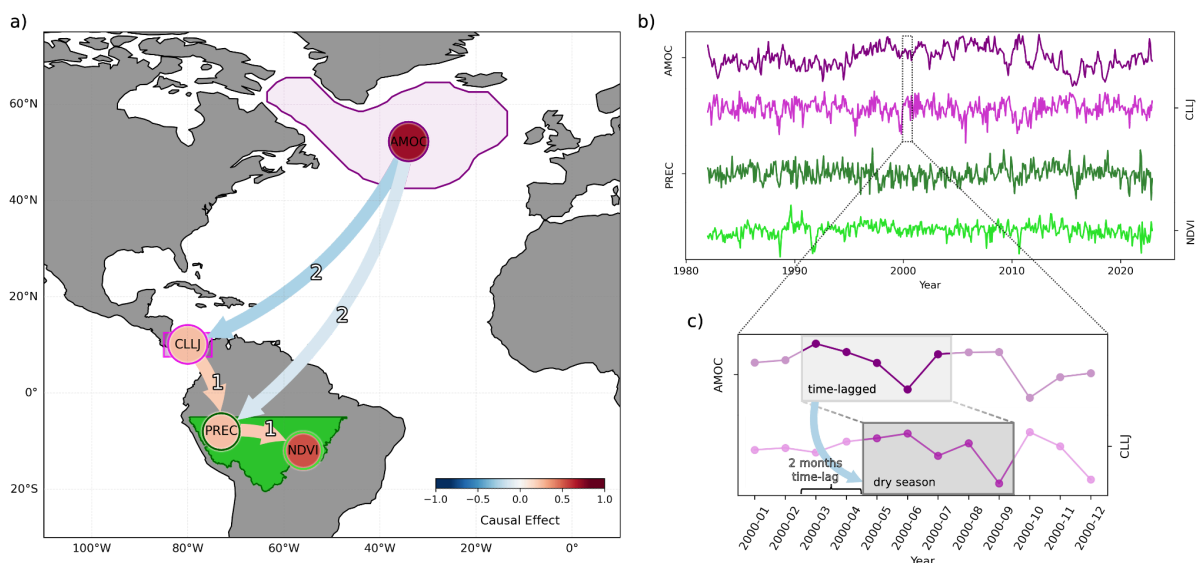 a)
60°N
40°N
20°N
0°
20°S
100°W
80°W
60°W
40°W
20°W
0°
AMOC
2
2
CLLJ
1
PREC
1
NDVI
−1.0
−0.5
0.0
0.5
1.0
Causal Effect
b)
AMOC
CLLJ
PREC
NDVI
1980
1990
2000
2010
2020
Year
c)
AMOC
CLLJ
time-lagged
2 months
time-lag
dry season
2000-01
2000-02
2000-03
2000-04
2000-05
2000-06
2000-07
2000-08
2000-09
2000-10
2000-11
2000-12
Year